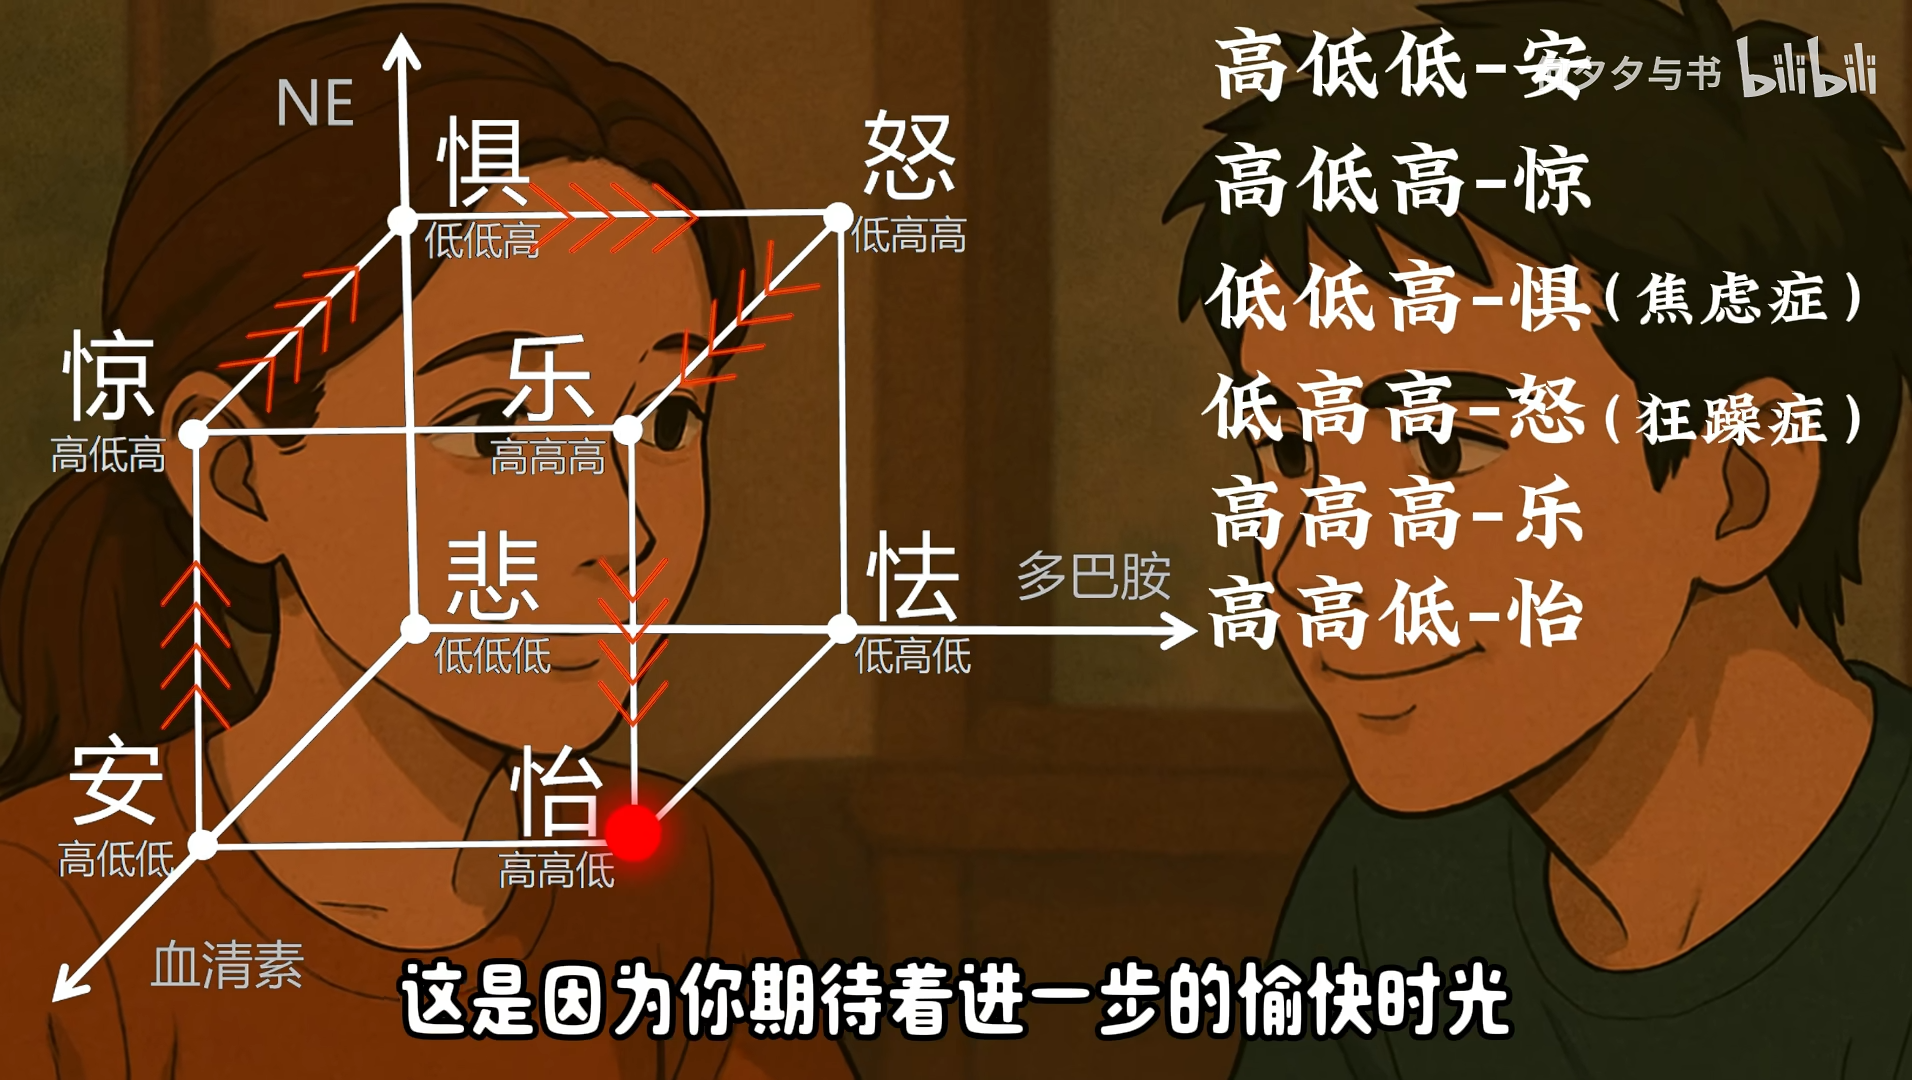 NE
惧
低低高
怒
低高高
惊
高低高
乐
高高高
悲
低低低
怯
低高低
多巴胺
安
高低低
怡
高高低
血清素
高低低-安
夕夕与书
bilibili
高低高-惊
低低高-惧(焦虑症)
低高高-怒(狂躁症)
高高高-乐
高高低-怡
这是因为你期待着进一步的愉快时光